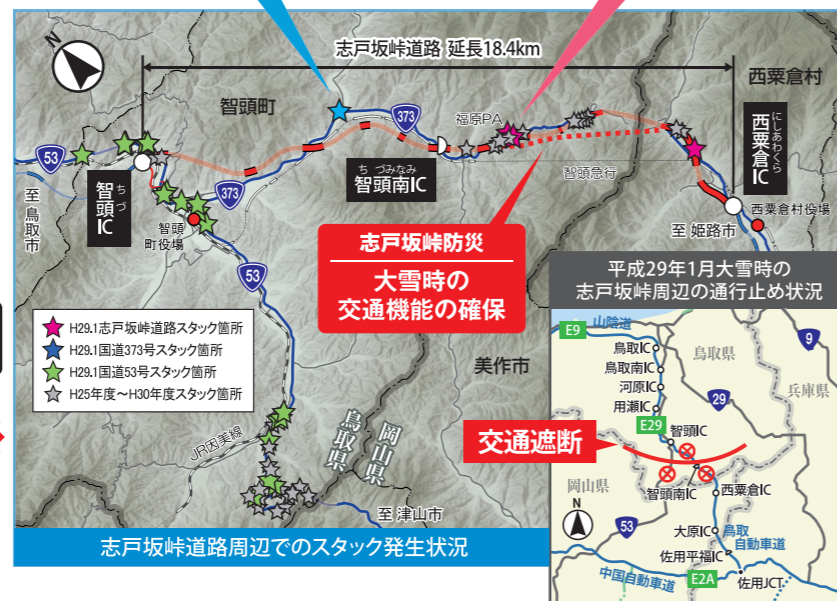 志戸坂峠道路 延長18.4km
N
西粟倉村
智頭町
373
福原PA
にしあわくら
西粟倉IC
53
ちづ
智頭IC
ちづみなみ
智頭南IC
智頭急行
至 鳥取市
373
智頭町役場
西粟倉村役場
至 姫路市
志戸坂峠防災
大雪時の
交通機能の確保
53
H29.1志戸坂峠道路スタック箇所
H29.1国道373号スタック箇所
H29.1国道53号スタック箇所
H25年度〜H30年度スタック箇所
美作市
JR因美線
鳥取県
岡山県
至 津山市
志戸坂峠道路周辺でのスタック発生状況
平成29年1月大雪時の
志戸坂峠周辺の通行止め状況
E9
山陰道
9
鳥取IC
鳥取県
鳥取南IC
兵庫県
河原IC
29
用瀬IC
E29
智頭IC
交通遮断
岡山県
智頭南IC
西粟倉IC
N
53
大原IC
鳥取
自動車道
佐用平福IC
中国自動車道
E2A
佐用JCT